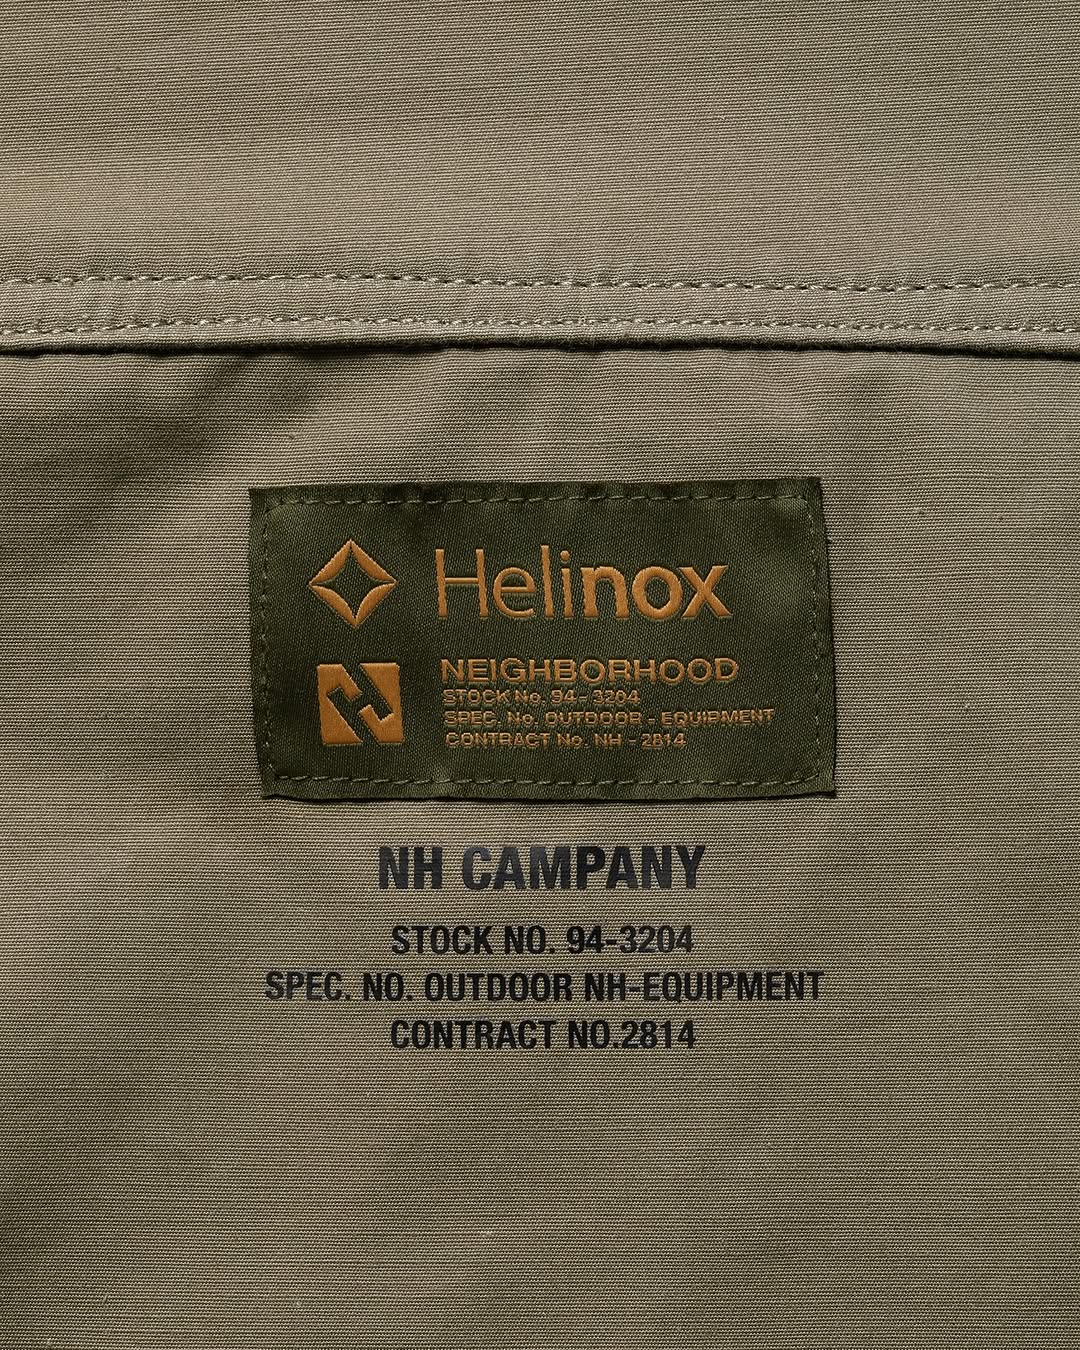 Helinox
NEIGHBORHOOD
STOCK No. 94-3204
SPEC. No. OUTDOOR - EQUIPMENT
CONTRACT No. NH - 2814
NH CAMPANY
STOCK NO. 94-3204
SPEC. NO. OUTDOOR NH-EQUIPMENT
CONTRACT NO.2814